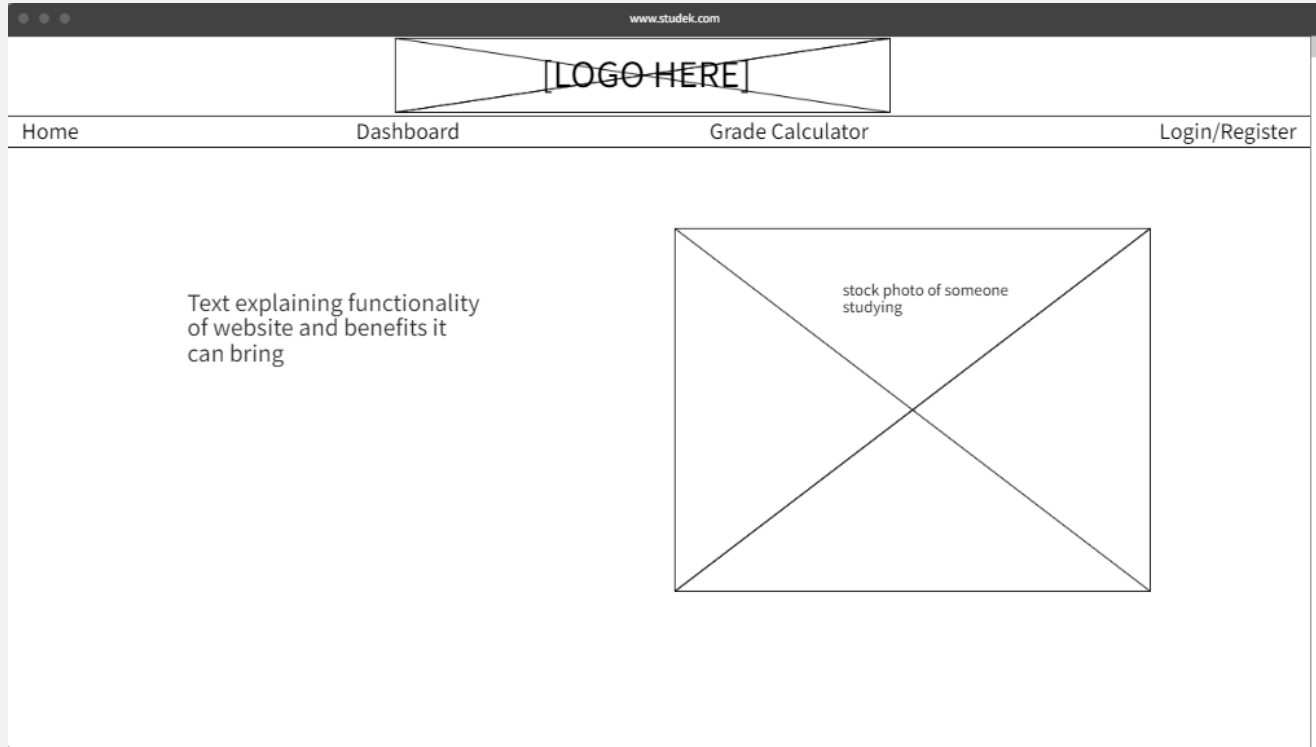 www.studek.com
[LOGO HERE]
Home Dashboard Grade Calculator Login/Register
Text explaining functionality
of website and benefits it
can bring
stock photo of someone
studying